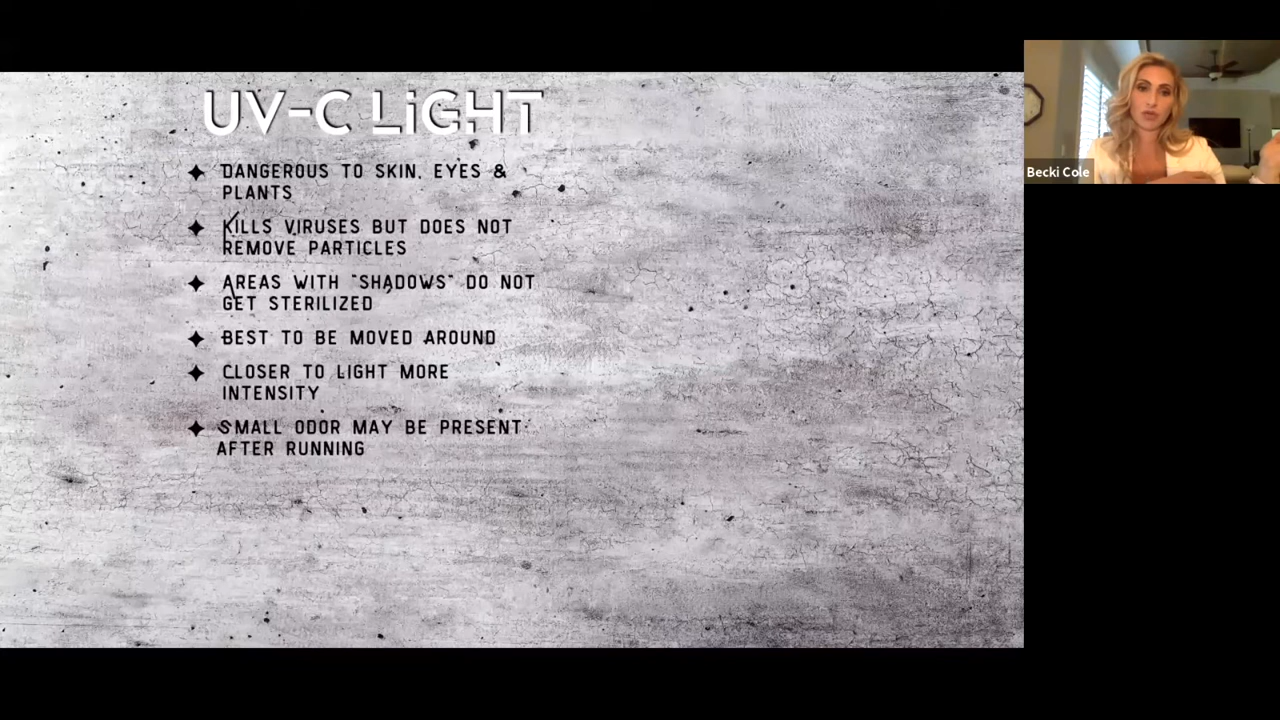 UV-C LiGHT
DANGEROUS TO SKIN, EYES &
PLANTS
KILLS VIRUSES BUT DOES NOT
REMOVE PARTICLES
AREAS WITH "SHADOWS" DO NOT
GET STERILIZED
BEST TO BE MOVED AROUND
CLOSER TO LIGHT MORE
INTENSITY
SMALL ODOR MAY BE PRESENT
AFTER RUNNING
Becki Cole